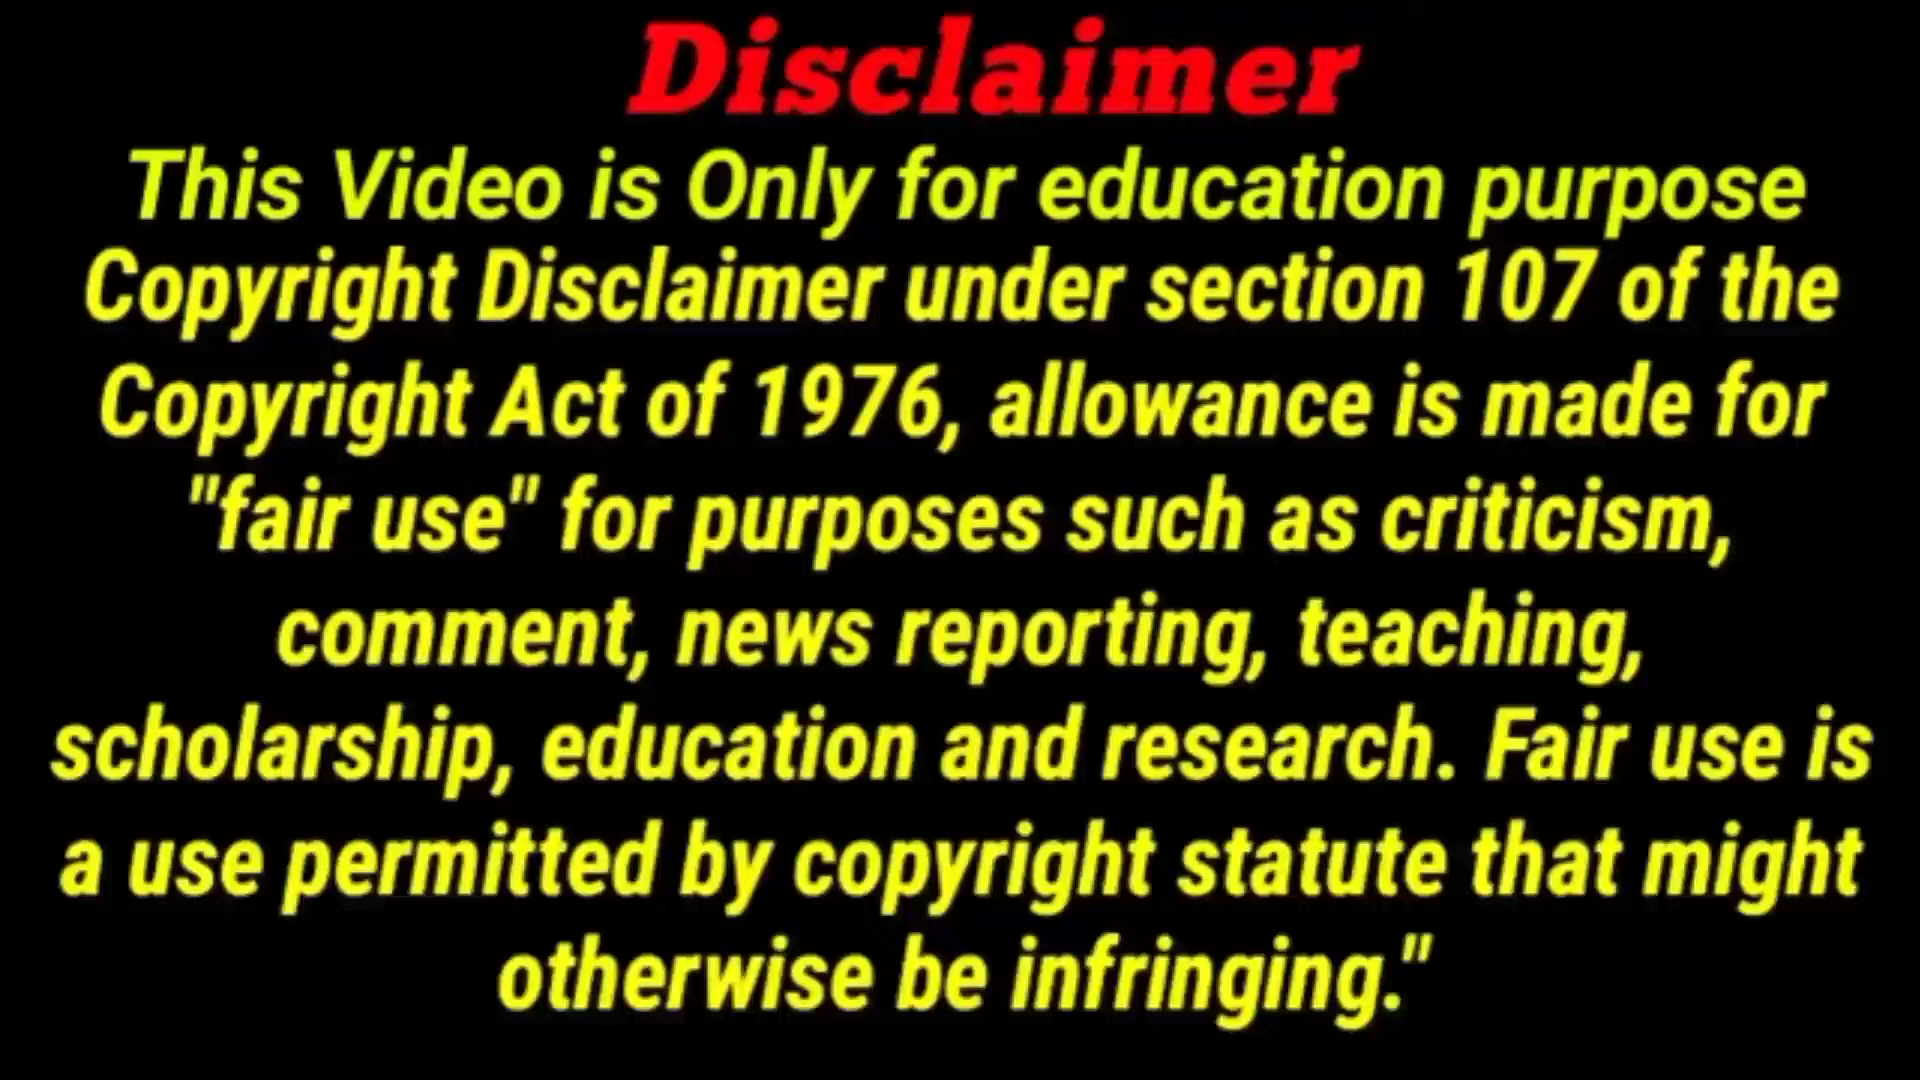 Disclaimer
This Video is Only for education purpose
Copyright Disclaimer under section 107 of the
Copyright Act of 1976, allowance is made for
"fair use" for purposes such as criticism,
comment, news reporting, teaching,
scholarship, education and research. Fair use is
a use permitted by copyright statute that might
otherwise be infringing."